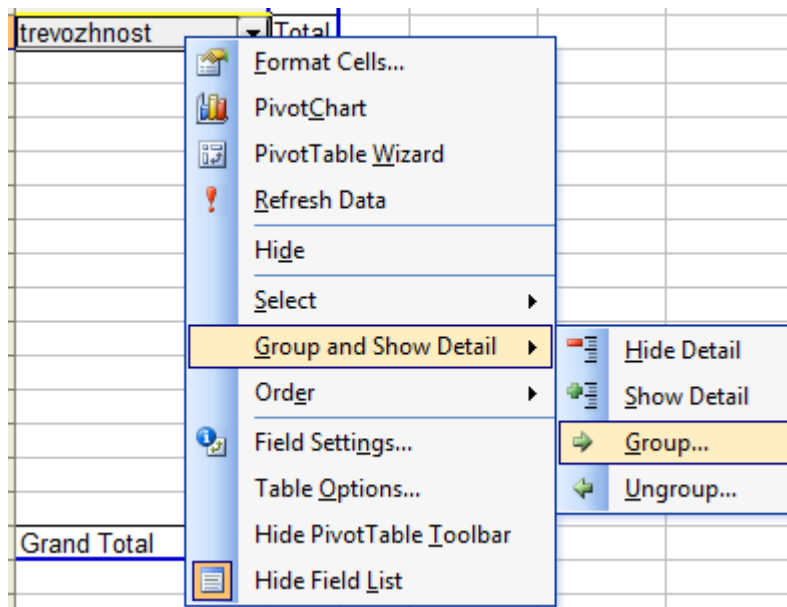 trevozhnost Total
Format Cells...
PivotChart
PivotTable Wizard
Refresh Data
Hide
Select
Group and Show Detail
Order
Field Settings...
Table Options...
Hide PivotTable Toolbar
Hide Field List
Hide Detail
Show Detail
Group...
Ungroup...
Grand Total